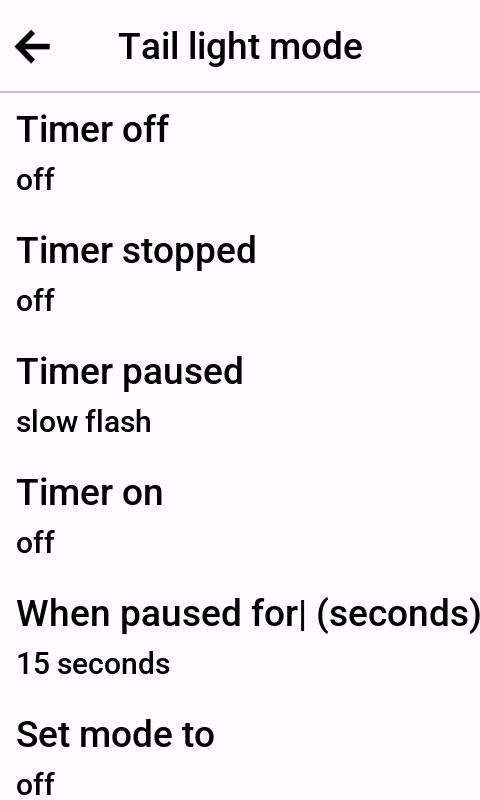 Tail light mode
Timer off
off
Timer stopped
off
Timer paused
slow flash
Timer on
off
When paused for| (seconds)
15 seconds
Set mode to
off